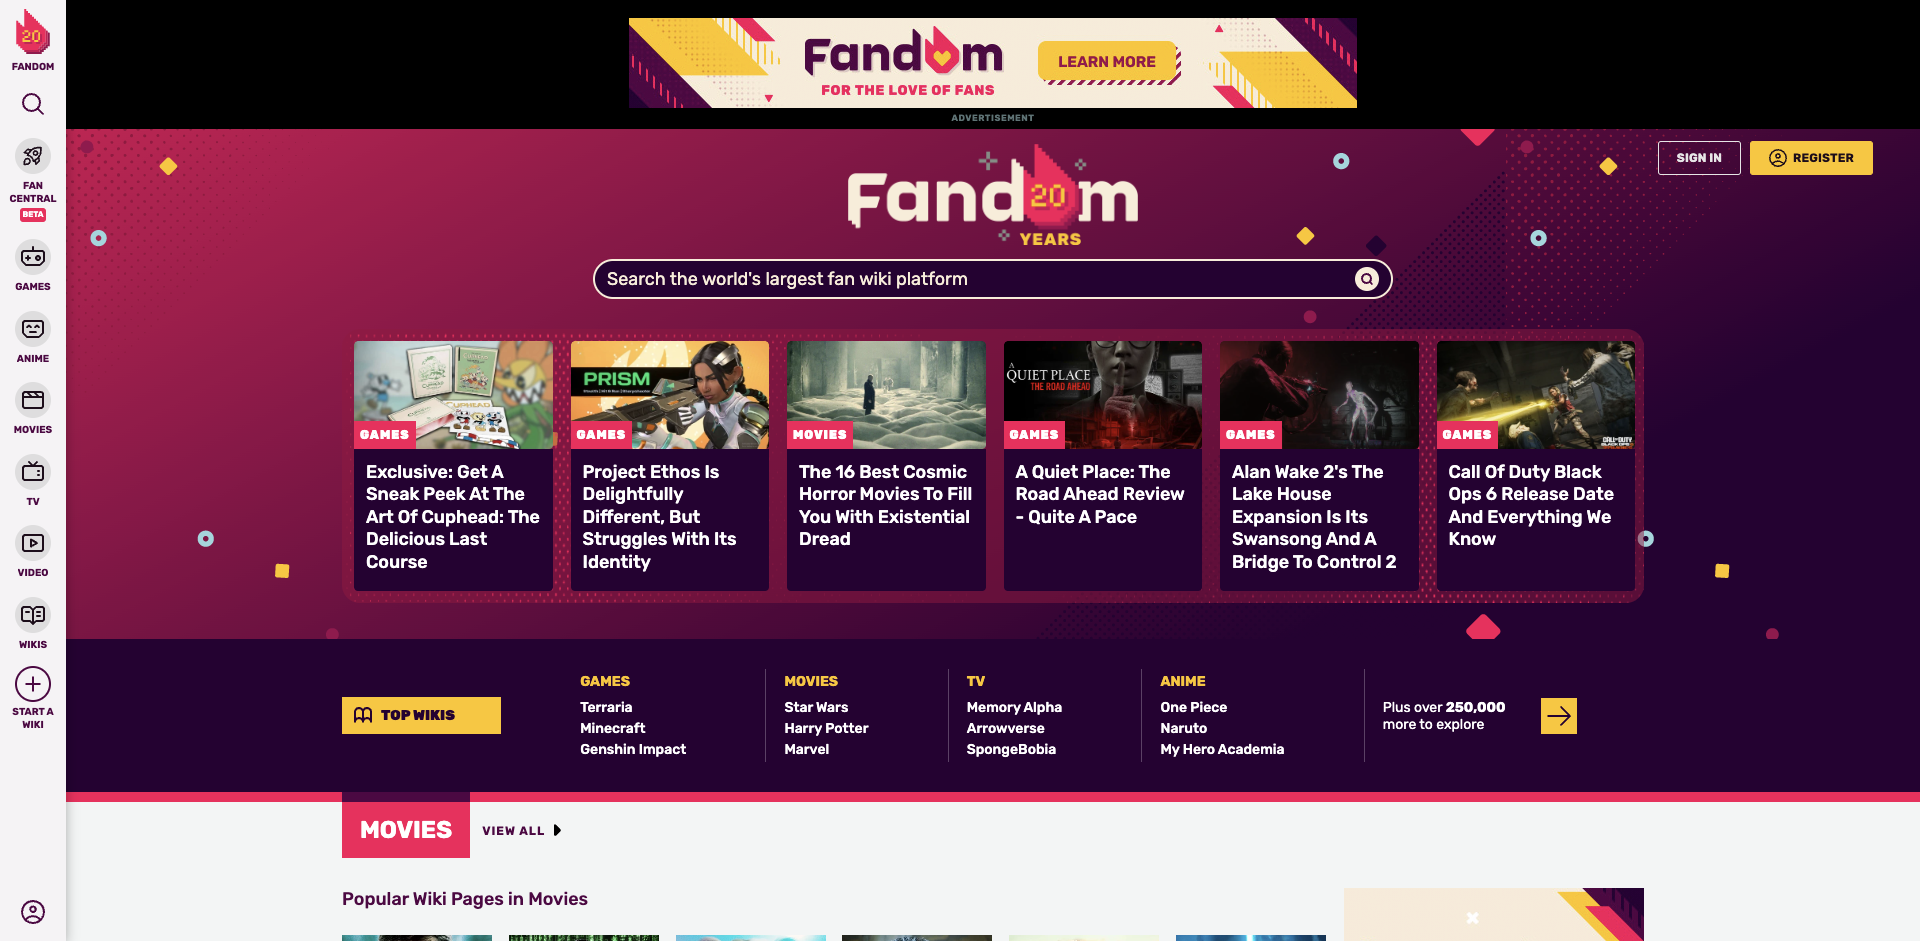 20
FANDOM
FAN
CENTRAL
BETA
GAMES
ANIME
MOVIES
TV
VIDEO
WIKIS
START A
WIKI
Fandom
FOR THE LOVE OF FANS
LEARN MORE
ADVERTISEMENT
SIGN IN
REGISTER
Fandom
20
YEARS
Search the world's largest fan wiki platform
CUPHEAD
GAMES
Exclusive: Get A
Sneak Peek At The
Art Of Cuphead: The
Delicious Last
Course
PRISM
GAMES
Project Ethos Is
Delightfully
Different, But
Struggles With Its
Identity
MOVIES
The 16 Best Cosmic
Horror Movies To Fill
You With Existential
Dread
A
QUIET PLACE
THE ROAD AHEAD
GAMES
A Quiet Place: The
Road Ahead Review
- Quite A Pace
GAMES
Alan Wake 2's The
Lake House
Expansion Is Its
Swansong And A
Bridge To Control 2
CALL OF DUTY
BLACK OPS
GAMES
Call Of Duty Black
Ops 6 Release Date
And Everything We
Know
TOP WIKIS
GAMES
Terraria
Minecraft
Genshin Impact
MOVIES
Star Wars
Harry Potter
Marvel
TV
Memory Alpha
Arrowverse
SpongeBobia
ANIME
One Piece
Naruto
My Hero Academia
Plus over 250,000
more to explore
MOVIES
VIEW ALL
Popular Wiki Pages in Movies